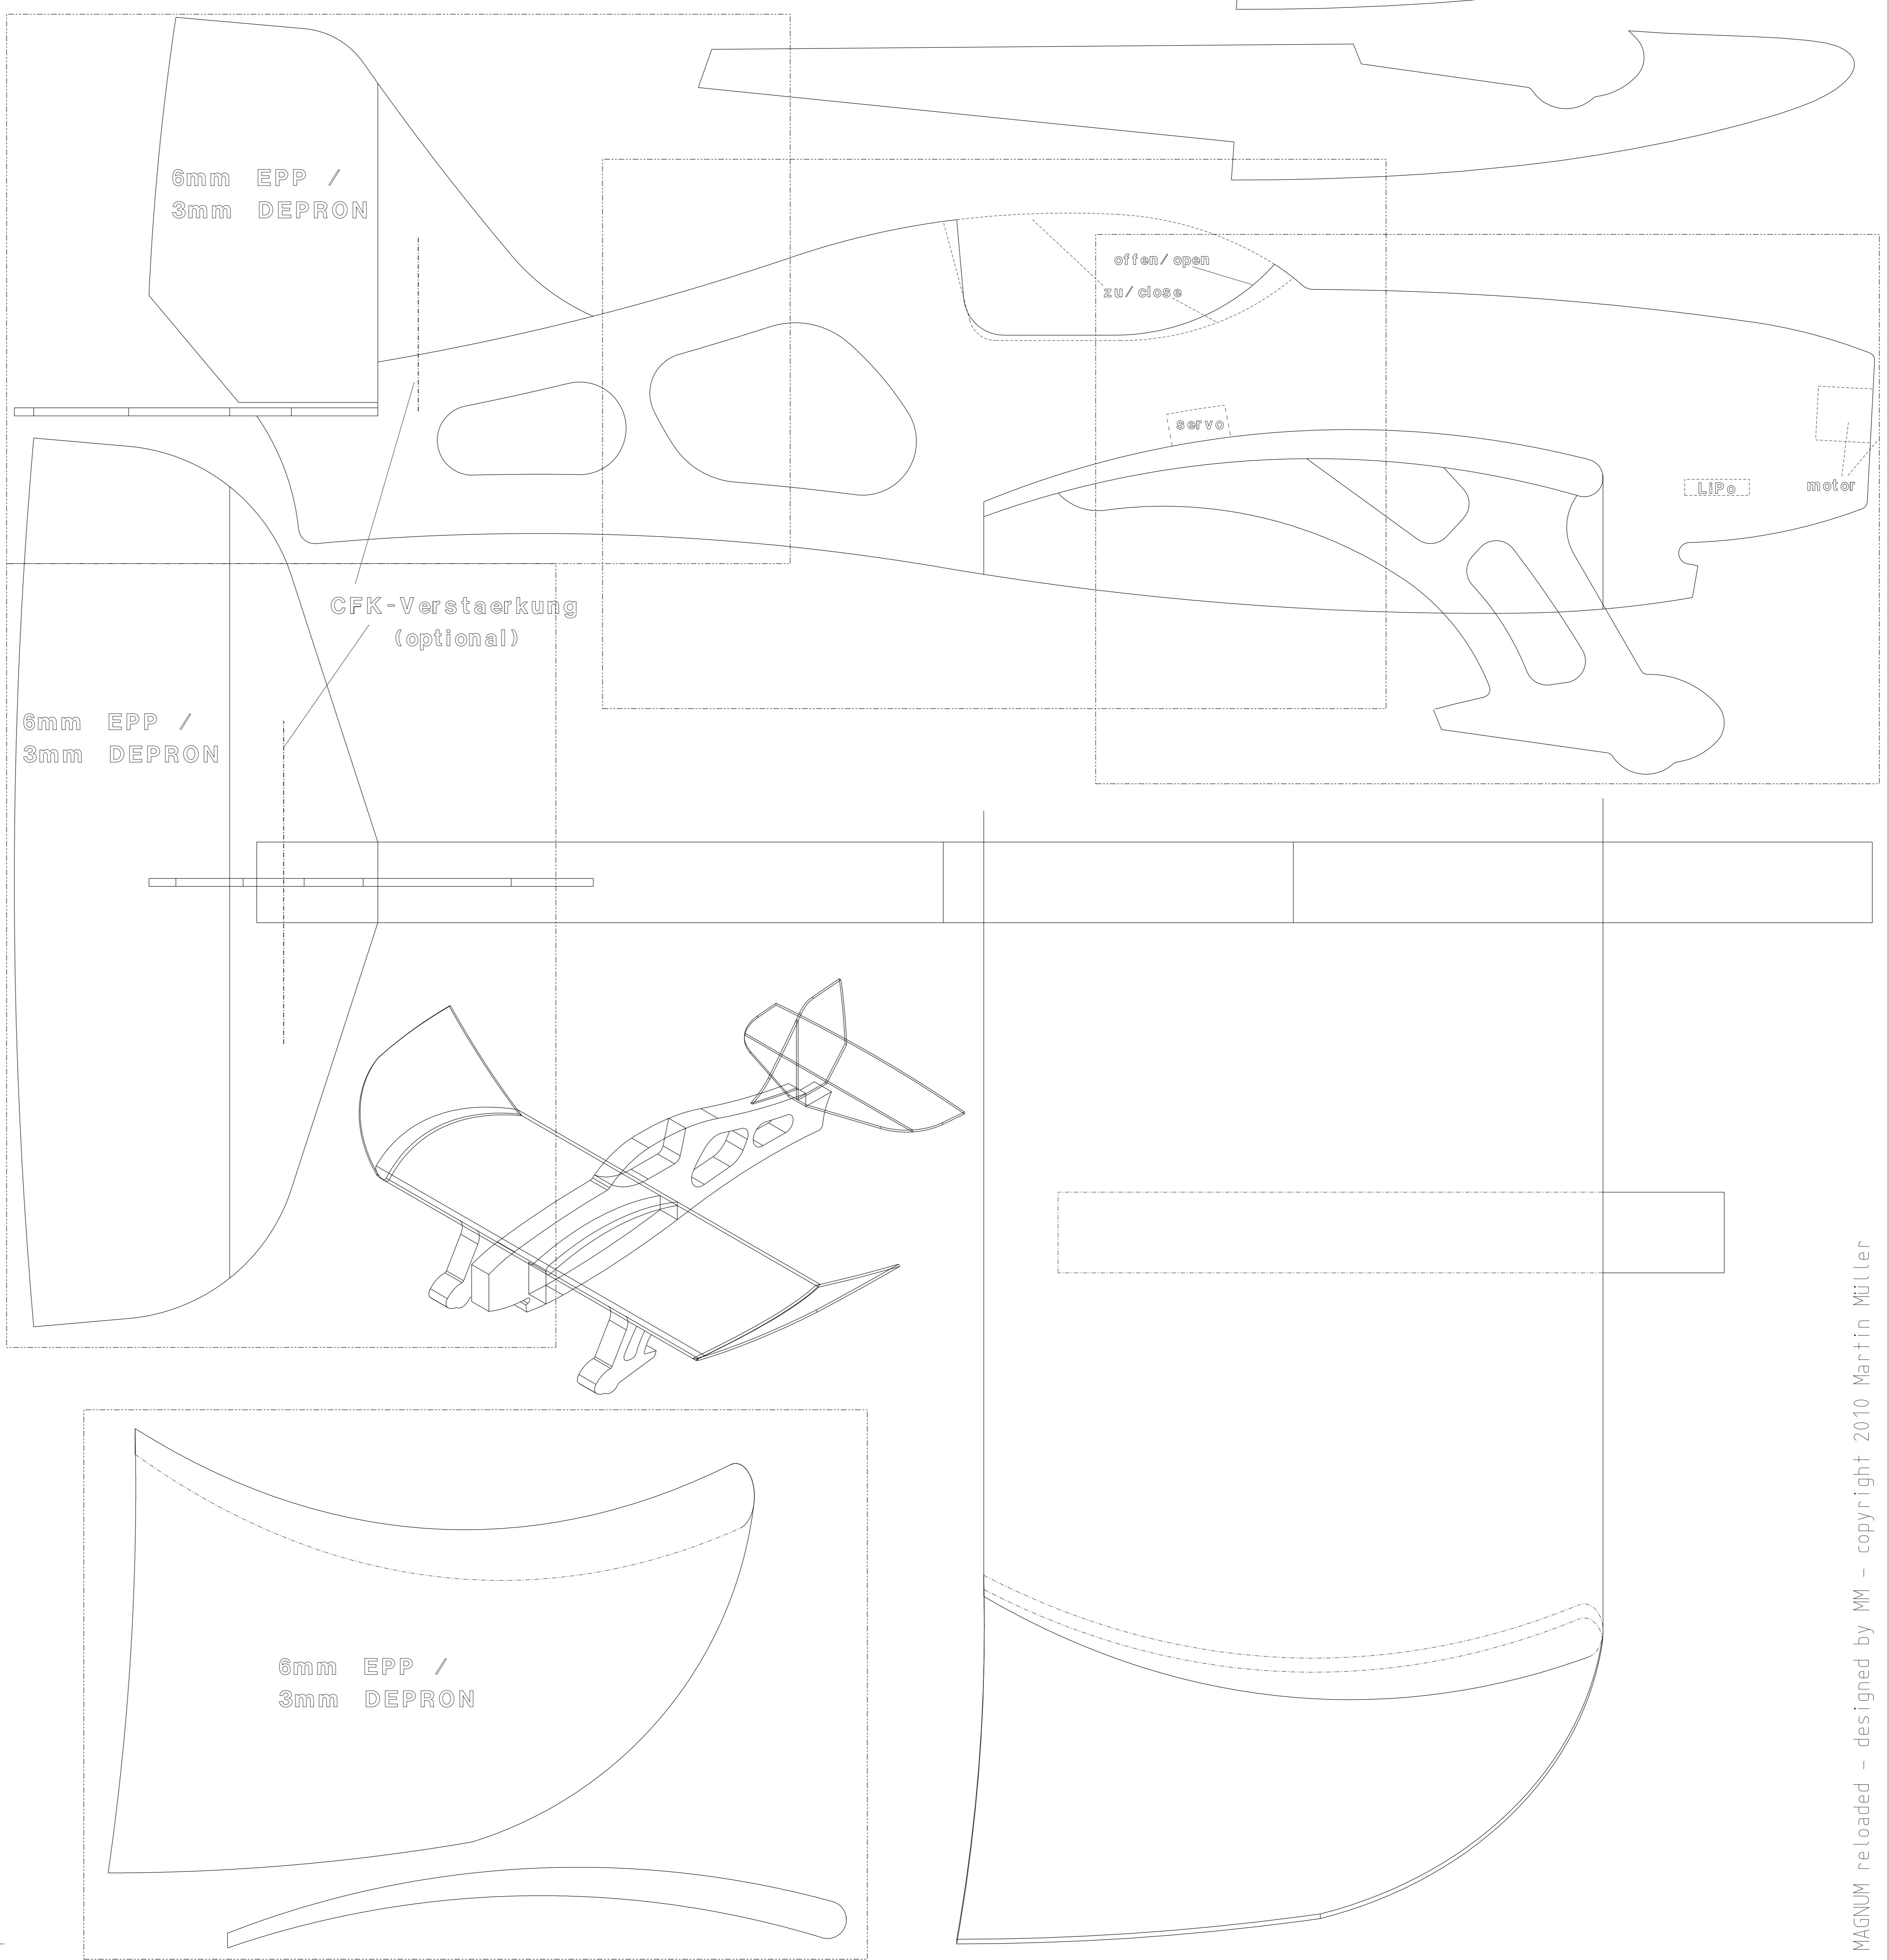 6mm EPP /
3mm DEPRON
offen/open
zu/close
servo
LiPo
motor
CFK-Verstaerkung
(optional)
6mm EPP /
3mm DEPRON
6mm EPP /
3mm DEPRON
MAGNUM reloaded - designed by MM - copyright 2010 Martin Müller